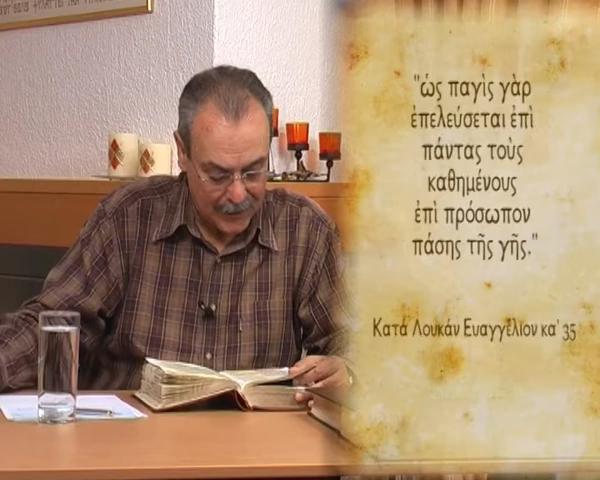 "ὡς παγὶς γὰρ
ἐπελεύσεται ἐπὶ
πάντας τοὺς
καθημένους
ἐπὶ πρόσωπον
πάσης τῆς γῆς."
Κατά Λουκάν Ευαγγέλιον κα' 35